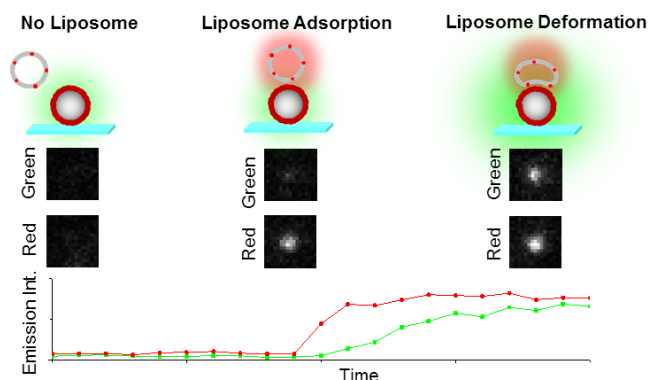 No Liposome
Liposome Adsorption
Liposome Deformation
Green
Green
Green
Red
Red
Red
Emission Int.
Time